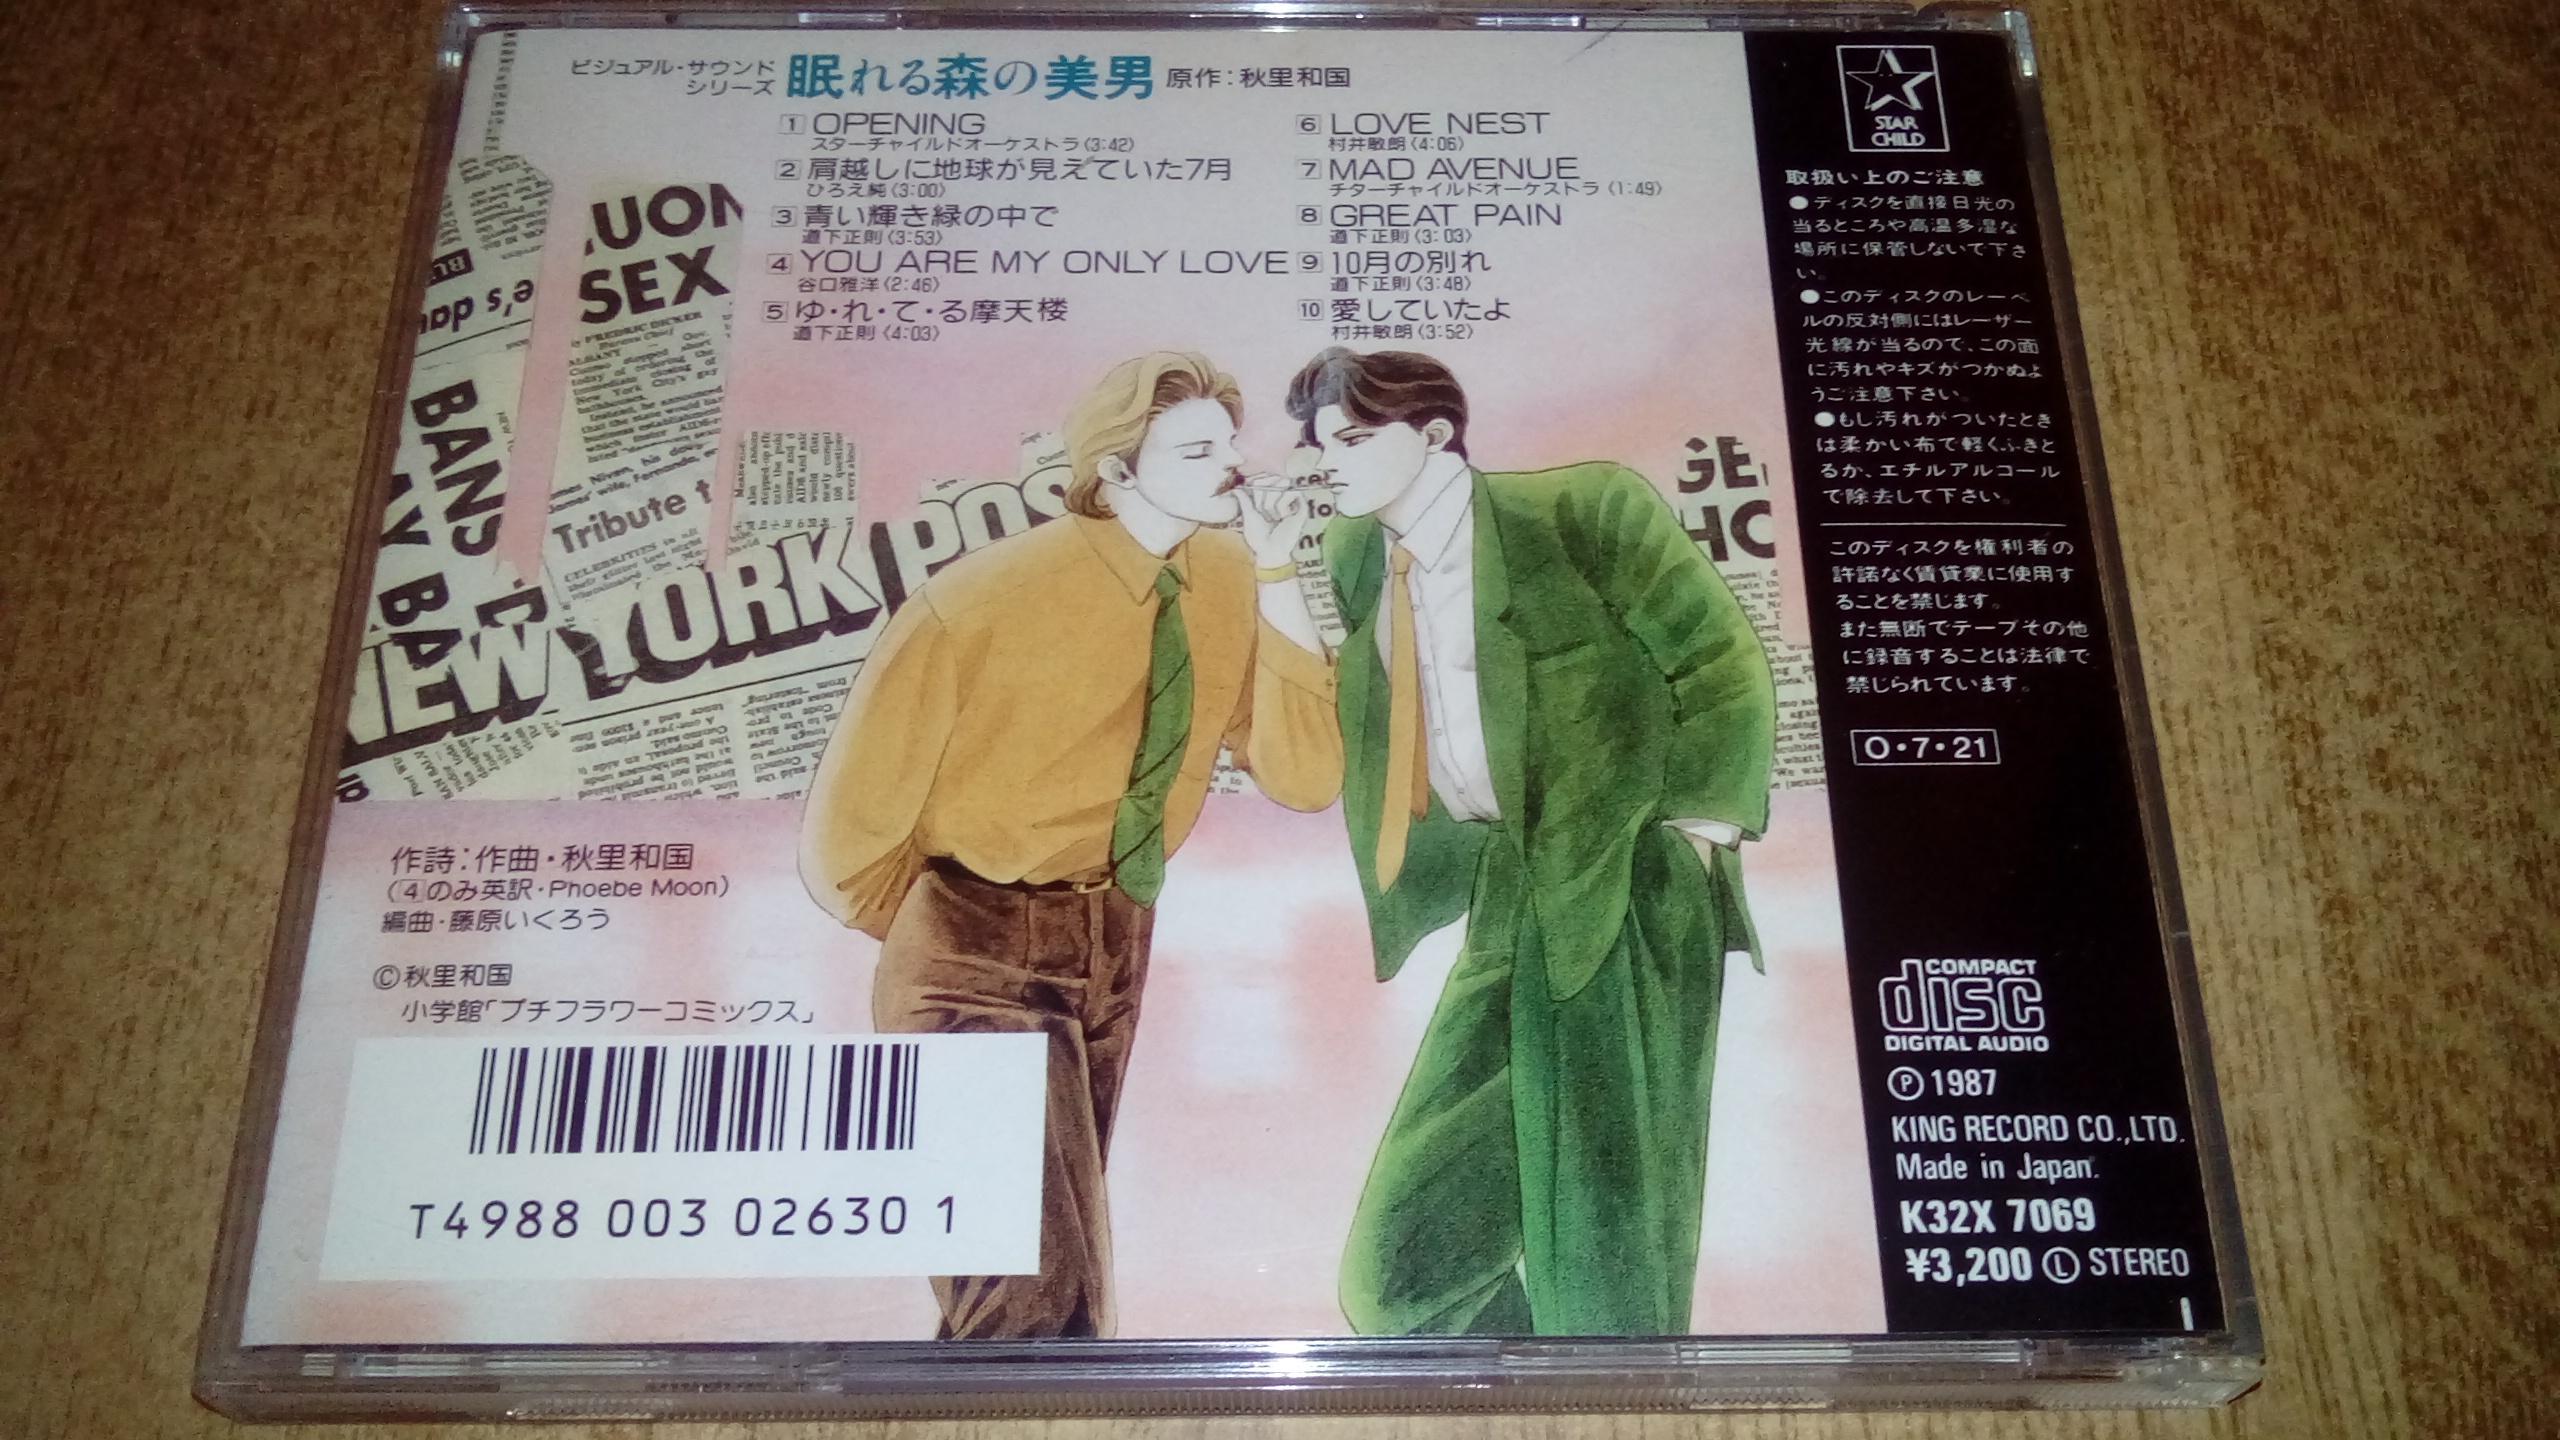 ビジュアル・サウンド
シリーズ
眠れる森の美男 原作：秋里和国
1 OPENING
スターチャイルドオーケストラ〈3:42〉
2 肩越しに地球が見えていた7月
ひろえ純〈3:00〉
3 青い輝き緑の中で
道下正則〈3:53〉
4 YOU ARE MY ONLY LOVE
谷口雅洋〈2:46〉
5 ゆ・れ・て・る摩天楼
道下正則〈4:03〉
6 LOVE NEST
村井敏朗〈4:06〉
7 MAD AVENUE
チターチャイルドオーケストラ〈1:49〉
8 GREAT PAIN
道下正則〈3:03〉
9 10月の別れ
道下正則〈3:48〉
10 愛していたよ
村井敏朗〈3:52〉
SEX
BANS
Tribute t
NEW YORK POS
作詩：作曲・秋里和国
(4のみ英訳・Phoebe Moon)
編曲・藤原いくろう
©秋里和国
小学館「プチフラワーコミックス」
T4988 003 02630 1
STAR
CHILD
取扱い上のご注意
●ディスクを直接日光の
当るところや高温多湿な
場所に保管しないで下さ
い。
●このディスクのレーベ
ルの反対側にはレーザー
光線が当るので、この面
に汚れやキズがつかぬよ
うご注意下さい。
●もし汚れがついたとき
は柔かい布で軽くふきと
るか、エチルアルコール
で除去して下さい。
このディスクを権利者の
許諾なく賃貸業に使用す
ることを禁じます。
また無断でテープその他
に録音することは法律で
禁じられています。
O・7・21
COMPACT
disc
DIGITAL AUDIO
Ⓟ1987
KING RECORD CO.,LTD.
Made in Japan.
K32X 7069
¥3,200 Ⓛ STEREO